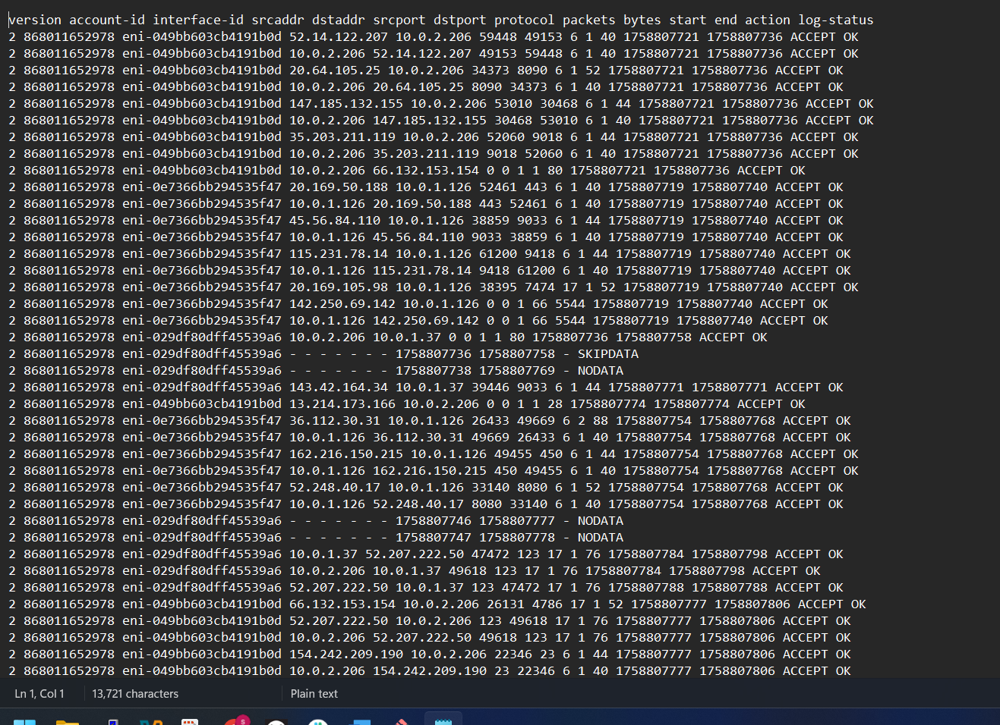 version account-id interface-id srcaddr dstaddr srcport dstport protocol packets bytes start end action log-status
2 868011652978 eni-049bb603cb4191b0d 52.14.122.207 10.0.2.206 59448 49153 6 1 40 1758807721 1758807736 ACCEPT OK
2 868011652978 eni-049bb603cb4191b0d 10.0.2.206 52.14.122.207 49153 59448 6 1 40 1758807721 1758807736 ACCEPT OK
2 868011652978 eni-049bb603cb4191b0d 20.64.105.25 10.0.2.206 34373 8090 6 1 52 1758807721 1758807736 ACCEPT OK
2 868011652978 eni-049bb603cb4191b0d 10.0.2.206 20.64.105.25 8090 34373 6 1 40 1758807721 1758807736 ACCEPT OK
2 868011652978 eni-049bb603cb4191b0d 147.185.132.155 10.0.2.206 53010 30468 6 1 44 1758807721 1758807736 ACCEPT OK
2 868011652978 eni-049bb603cb4191b0d 10.0.2.206 147.185.132.155 30468 53010 6 1 40 1758807721 1758807736 ACCEPT OK
2 868011652978 eni-049bb603cb4191b0d 35.203.211.119 10.0.2.206 52060 9018 6 1 44 1758807721 1758807736 ACCEPT OK
2 868011652978 eni-049bb603cb4191b0d 10.0.2.206 35.203.211.119 9018 52060 6 1 40 1758807721 1758807736 ACCEPT OK
2 868011652978 eni-049bb603cb4191b0d 10.0.2.206 66.132.153.154 0 0 1 1 80 1758807721 1758807736 ACCEPT OK
2 868011652978 eni-0e7366bb294535f47 20.169.50.188 10.0.1.126 52461 443 6 1 40 1758807719 1758807740 ACCEPT OK
2 868011652978 eni-0e7366bb294535f47 10.0.1.126 20.169.50.188 443 52461 6 1 40 1758807719 1758807740 ACCEPT OK
2 868011652978 eni-0e7366bb294535f47 45.56.84.110 10.0.1.126 38859 9033 6 1 44 1758807719 1758807740 ACCEPT OK
2 868011652978 eni-0e7366bb294535f47 10.0.1.126 45.56.84.110 9033 38859 6 1 40 1758807719 1758807740 ACCEPT OK
2 868011652978 eni-0e7366bb294535f47 115.231.78.14 10.0.1.126 61200 9418 6 1 44 1758807719 1758807740 ACCEPT OK
2 868011652978 eni-0e7366bb294535f47 10.0.1.126 115.231.78.14 9418 61200 6 1 40 1758807719 1758807740 ACCEPT OK
2 868011652978 eni-0e7366bb294535f47 20.169.105.98 10.0.1.126 38395 7474 17 1 52 1758807719 1758807740 ACCEPT OK
2 868011652978 eni-0e7366bb294535f47 142.250.69.142 10.0.1.126 0 0 1 66 5544 1758807719 1758807740 ACCEPT OK
2 868011652978 eni-0e7366bb294535f47 10.0.1.126 142.250.69.142 0 0 1 66 5544 1758807719 1758807740 ACCEPT OK
2 868011652978 eni-029df80dff45539a6 10.0.2.206 10.0.1.37 0 0 1 1 80 1758807736 1758807758 ACCEPT OK
2 868011652978 eni-029df80dff45539a6 - - - - - - - 1758807736 1758807758 - SKIPDATA
2 868011652978 eni-029df80dff45539a6 - - - - - - - 1758807738 1758807769 - NODATA
2 868011652978 eni-029df80dff45539a6 143.42.164.34 10.0.1.37 39446 9033 6 1 44 1758807771 1758807771 ACCEPT OK
2 868011652978 eni-049bb603cb4191b0d 13.214.173.166 10.0.2.206 0 0 1 1 28 1758807774 1758807774 ACCEPT OK
2 868011652978 eni-0e7366bb294535f47 36.112.30.31 10.0.1.126 26433 49669 6 2 88 1758807754 1758807768 ACCEPT OK
2 868011652978 eni-0e7366bb294535f47 10.0.1.126 36.112.30.31 49669 26433 6 1 40 1758807754 1758807768 ACCEPT OK
2 868011652978 eni-0e7366bb294535f47 162.216.150.215 10.0.1.126 49455 450 6 1 44 1758807754 1758807768 ACCEPT OK
2 868011652978 eni-0e7366bb294535f47 10.0.1.126 162.216.150.215 450 49455 6 1 40 1758807754 1758807768 ACCEPT OK
2 868011652978 eni-0e7366bb294535f47 52.248.40.17 10.0.1.126 33140 8080 6 1 52 1758807754 1758807768 ACCEPT OK
2 868011652978 eni-0e7366bb294535f47 10.0.1.126 52.248.40.17 8080 33140 6 1 40 1758807754 1758807768 ACCEPT OK
2 868011652978 eni-029df80dff45539a6 - - - - - - - 1758807746 1758807777 - NODATA
2 868011652978 eni-029df80dff45539a6 - - - - - - - 1758807747 1758807778 - NODATA
2 868011652978 eni-029df80dff45539a6 10.0.1.37 52.207.222.50 47472 123 17 1 76 1758807784 1758807798 ACCEPT OK
2 868011652978 eni-029df80dff45539a6 10.0.2.206 10.0.1.37 49618 123 17 1 76 1758807784 1758807798 ACCEPT OK
2 868011652978 eni-029df80dff45539a6 52.207.222.50 10.0.1.37 123 47472 17 1 76 1758807788 1758807788 ACCEPT OK
2 868011652978 eni-049bb603cb4191b0d 66.132.153.154 10.0.2.206 26131 4786 17 1 52 1758807777 1758807806 ACCEPT OK
2 868011652978 eni-049bb603cb4191b0d 52.207.222.50 10.0.2.206 123 49618 17 1 76 1758807777 1758807806 ACCEPT OK
2 868011652978 eni-049bb603cb4191b0d 10.0.2.206 52.207.222.50 49618 123 17 1 76 1758807777 1758807806 ACCEPT OK
2 868011652978 eni-049bb603cb4191b0d 154.242.209.190 10.0.2.206 22346 23 6 1 44 1758807777 1758807806 ACCEPT OK
2 868011652978 eni-049bb603cb4191b0d 10.0.2.206 154.242.209.190 23 22346 6 1 40 1758807777 1758807806 ACCEPT OK
Ln 1, Col 1 13,721 characters Plain text